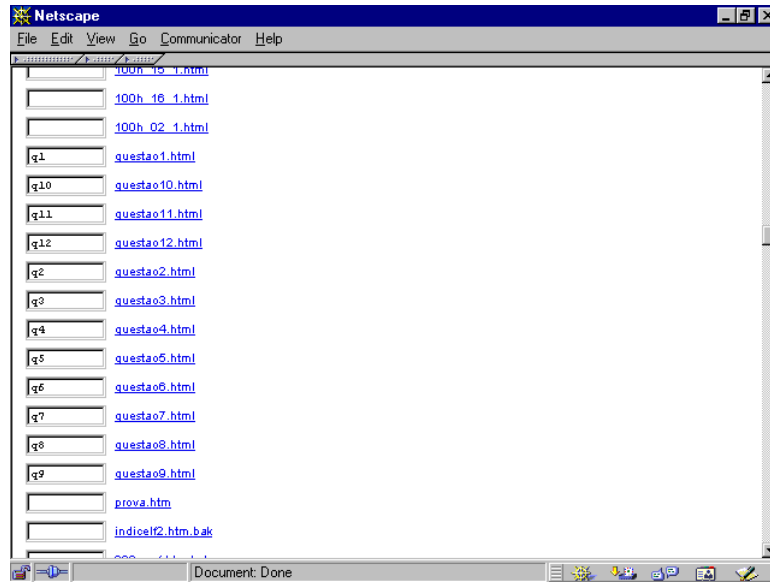 Netscape
File Edit View Go Communicator Help
100h_15_1.html
100h_16_1.html
100h_02_1.html
q1 questao1.html
q10 questao10.html
q11 questao11.html
q12 questao12.html
q2 questao2.html
q3 questao3.html
q4 questao4.html
q5 questao5.html
q6 questao6.html
q7 questao7.html
q8 questao8.html
q9 questao9.html
prova.htm
indicelf2.htm.bak
Document: Done